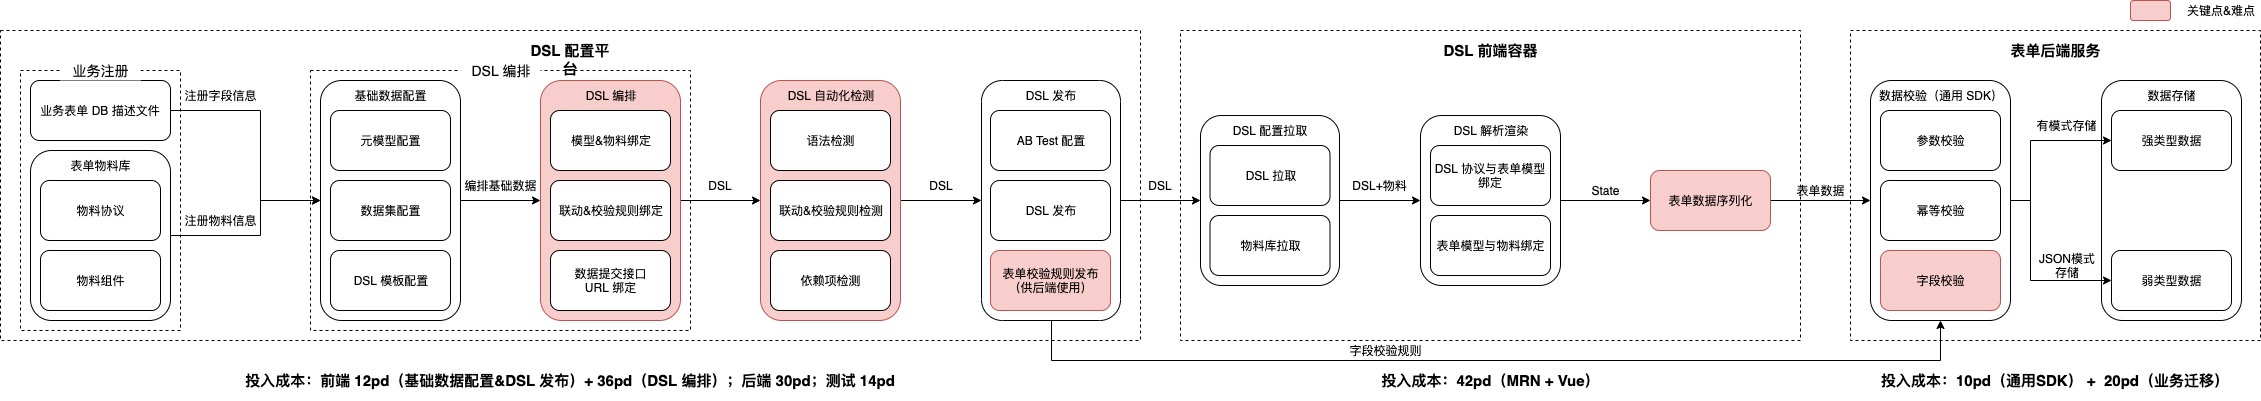 关键点&难点
DSL 配置平
台
业务注册
业务表单 DB 描述文件
表单物料库
物料协议
物料组件
注册字段信息
注册物料信息
DSL 编排
基础数据配置
元模型配置
数据集配置
DSL 模板配置
编排基础数据
DSL 编排
模型&物料绑定
联动&校验规则绑定
数据提交接口
URL 绑定
DSL
DSL 自动化检测
语法检测
联动&校验规则检测
依赖项检测
DSL
DSL 发布
AB Test 配置
DSL 发布
表单校验规则发布
（供后端使用）
DSL
DSL 前端容器
DSL 配置拉取
DSL 拉取
物料库拉取
DSL+物料
DSL 解析渲染
DSL 协议与表单模型
绑定
表单模型与物料绑定
State
表单数据序列化
表单数据
表单后端服务
数据校验（通用 SDK）
参数校验
幂等校验
字段校验
有模式存储
JSON模式
存储
数据存储
强类型数据
弱类型数据
字段校验规则
投入成本：前端 12pd（基础数据配置&DSL 发布）+ 36pd（DSL 编排）；后端 30pd；测试 14pd
投入成本：42pd（MRN + Vue）
投入成本：10pd（通用SDK） + 20pd（业务迁移）